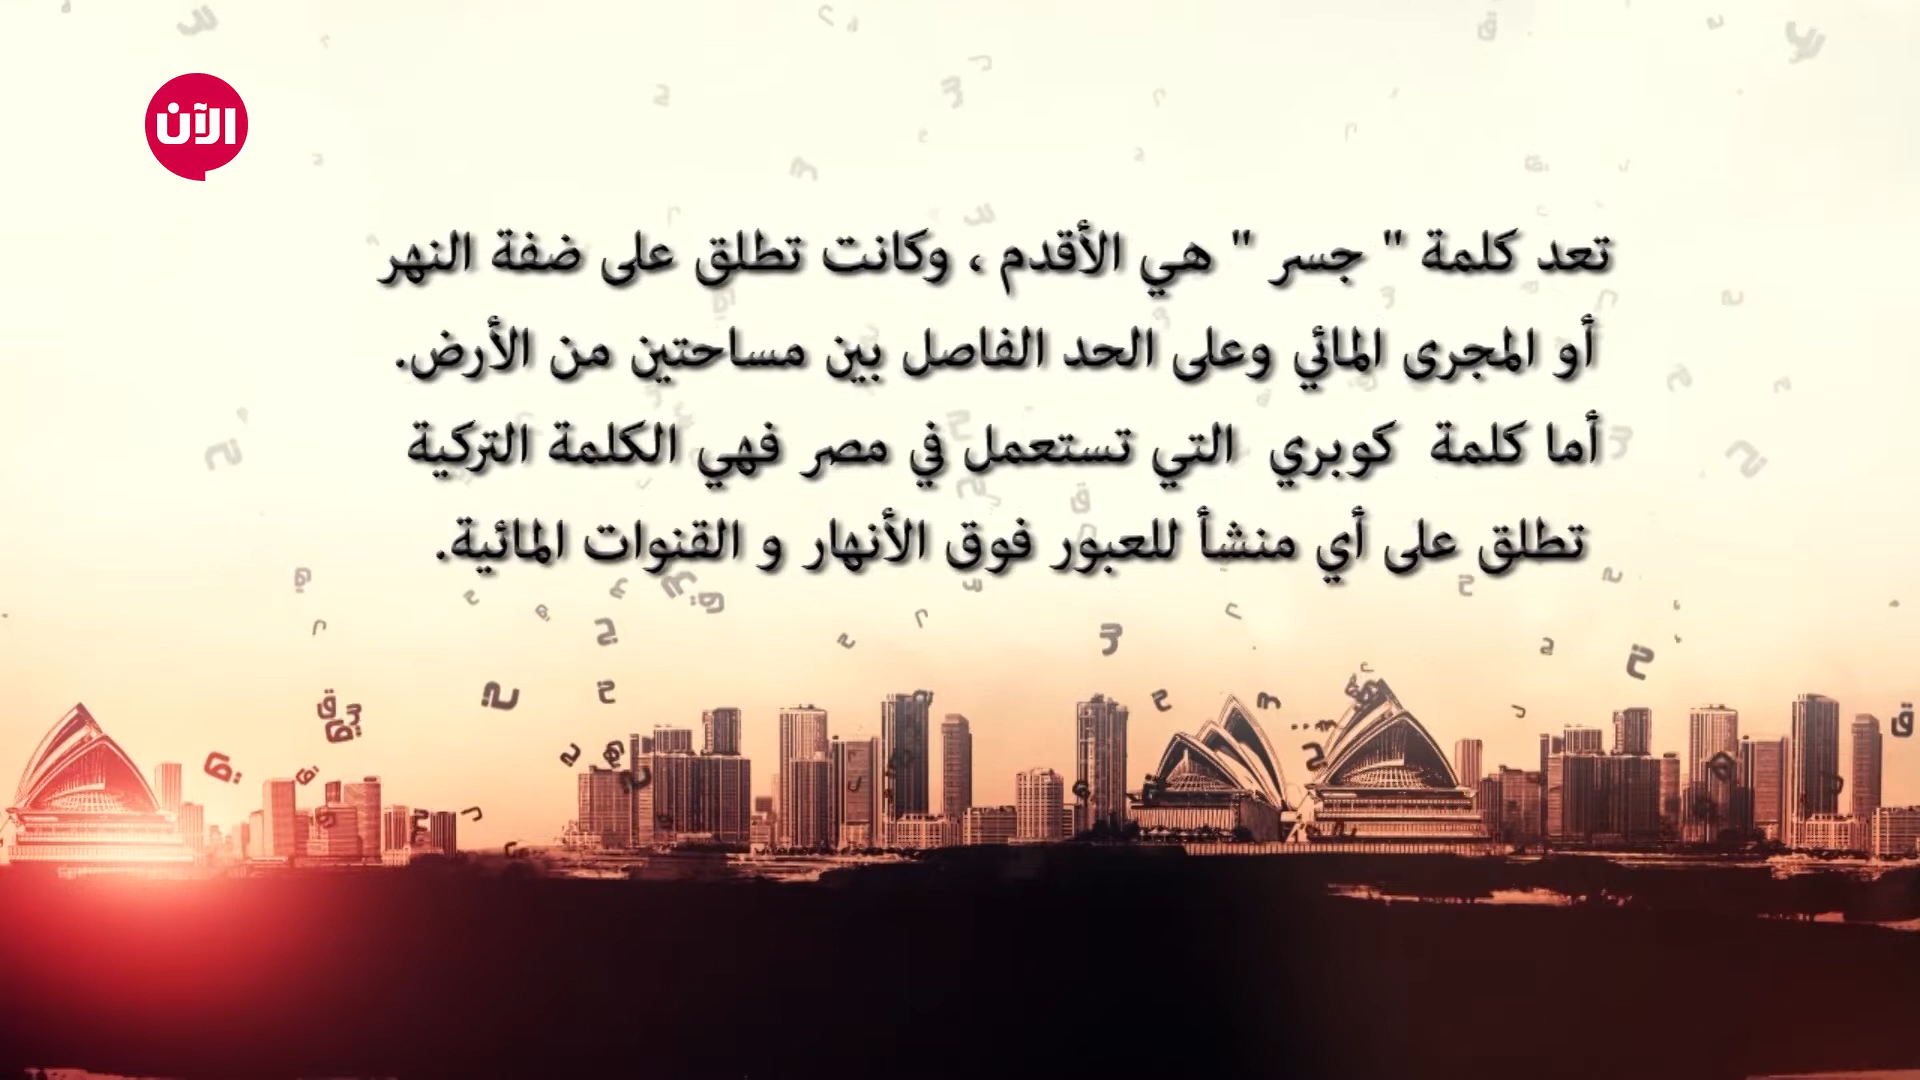 الآن
تعد كلمة " جسر " هي الأقدم ، وكانت تطلق على ضفة النهر
أو المجرى المائي وعلى الحد الفاصل بين مساحتين من الأرض.
أما كلمة كوبري التي تستعمل في مصر فهي الكلمة التركية
تطلق على أي منشأ للعبور فوق الأنهار و القنوات المائية.